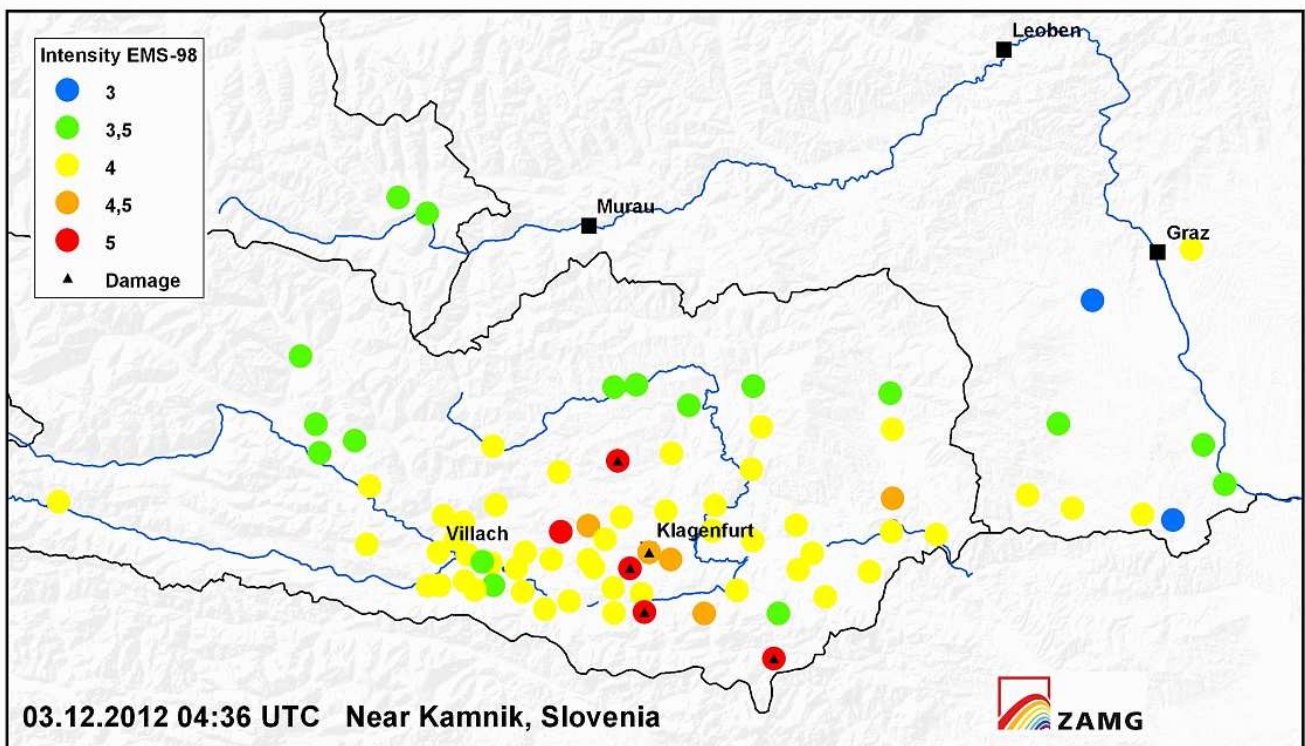 Intensity EMS-98
3
3,5
4
4,5
5
Damage
Leoben
Murau
Graz
Villach
Klagenfurt
03.12.2012 04:36 UTC Near Kamnik, Slovenia
ZAMG